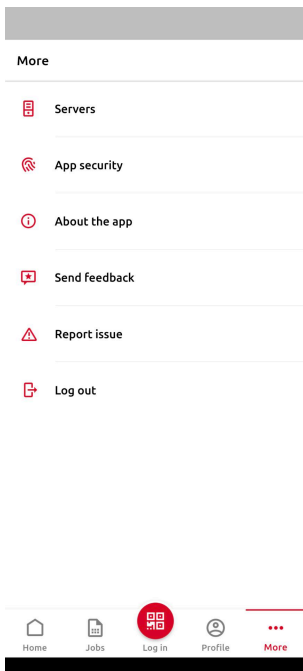 More
Servers
App security
About the app
Send feedback
Report issue
Log out
Home Jobs Log in Profile More